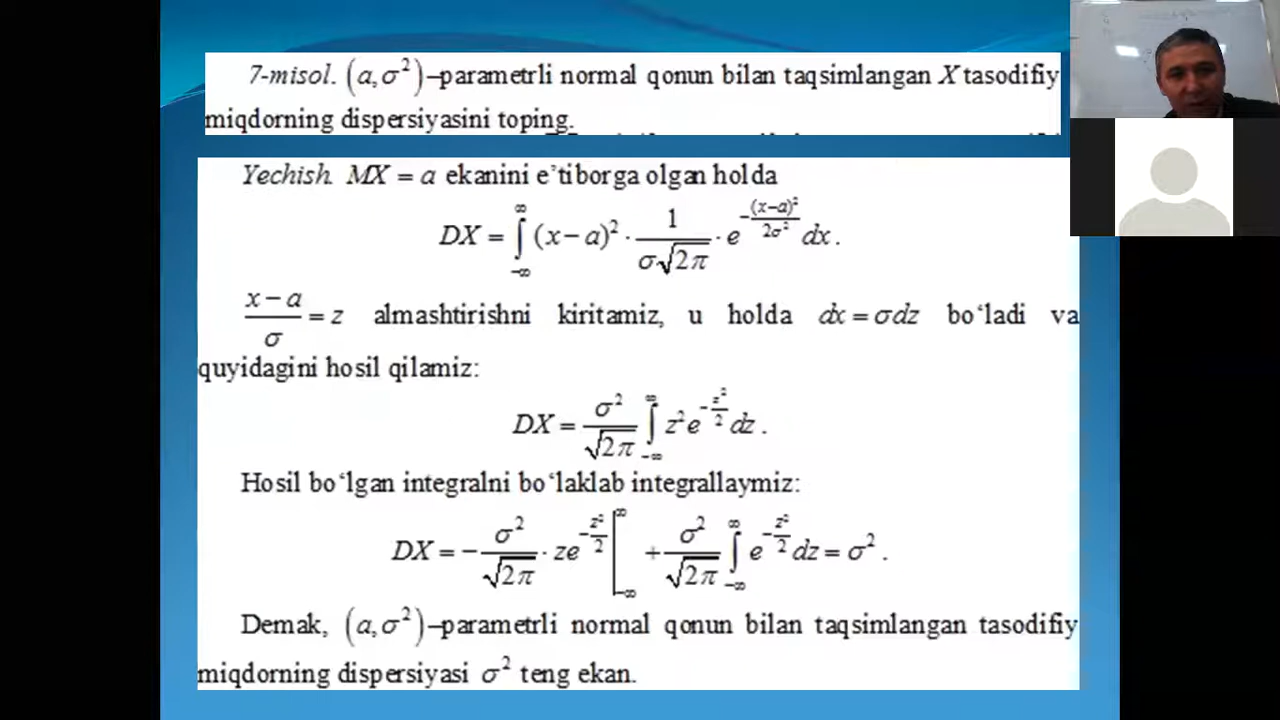 7-misol. (a,σ²)–parametrli normal qonun bilan taqsimlangan X tasodifiy
miqdorning dispersiyasini toping.
Yechish. MX = a ekanini e’tiborga olgan holda
DX = ∫_{-∞}^{∞} (x−a)² · 1/(σ√2π) · e^{−(x−a)²/2σ²} dx .
(x−a)/σ = z almashtirishni kiritamiz, u holda dx = σdz bo‘ladi va
quyidagini hosil qilamiz:
DX = σ²/√2π ∫_{-∞}^{∞} z²e^{−z²/2} dz .
Hosil bo‘lgan integralni bo‘laklab integrallaymiz:
DX = − σ²/√2π · ze^{−z²/2} |_{-∞}^{∞} + σ²/√2π ∫_{-∞}^{∞} e^{−z²/2} dz = σ² .
Demak, (a,σ²)–parametrli normal qonun bilan taqsimlangan tasodifiy
miqdorning dispersiyasi σ² teng ekan.